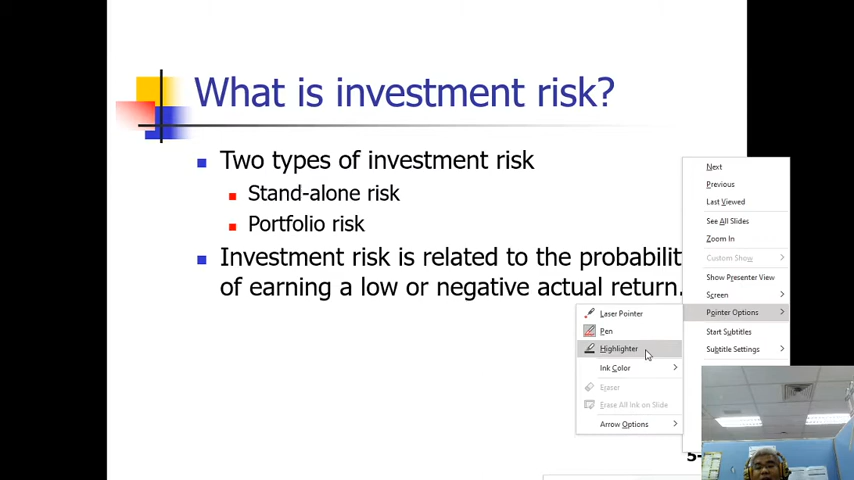 What is investment risk?
Two types of investment risk
Stand-alone risk
Portfolio risk
Investment risk is related to the probabilit
of earning a low or negative actual return.
Next
Previous
Last Viewed
See All Slides
Zoom In
Custom Show
Show Presenter View
Screen
Pointer Options
Start Subtitles
Subtitle Settings
Laser Pointer
Pen
Highlighter
Ink Color
Eraser
Erase All Ink on Slide
Arrow Options
5-